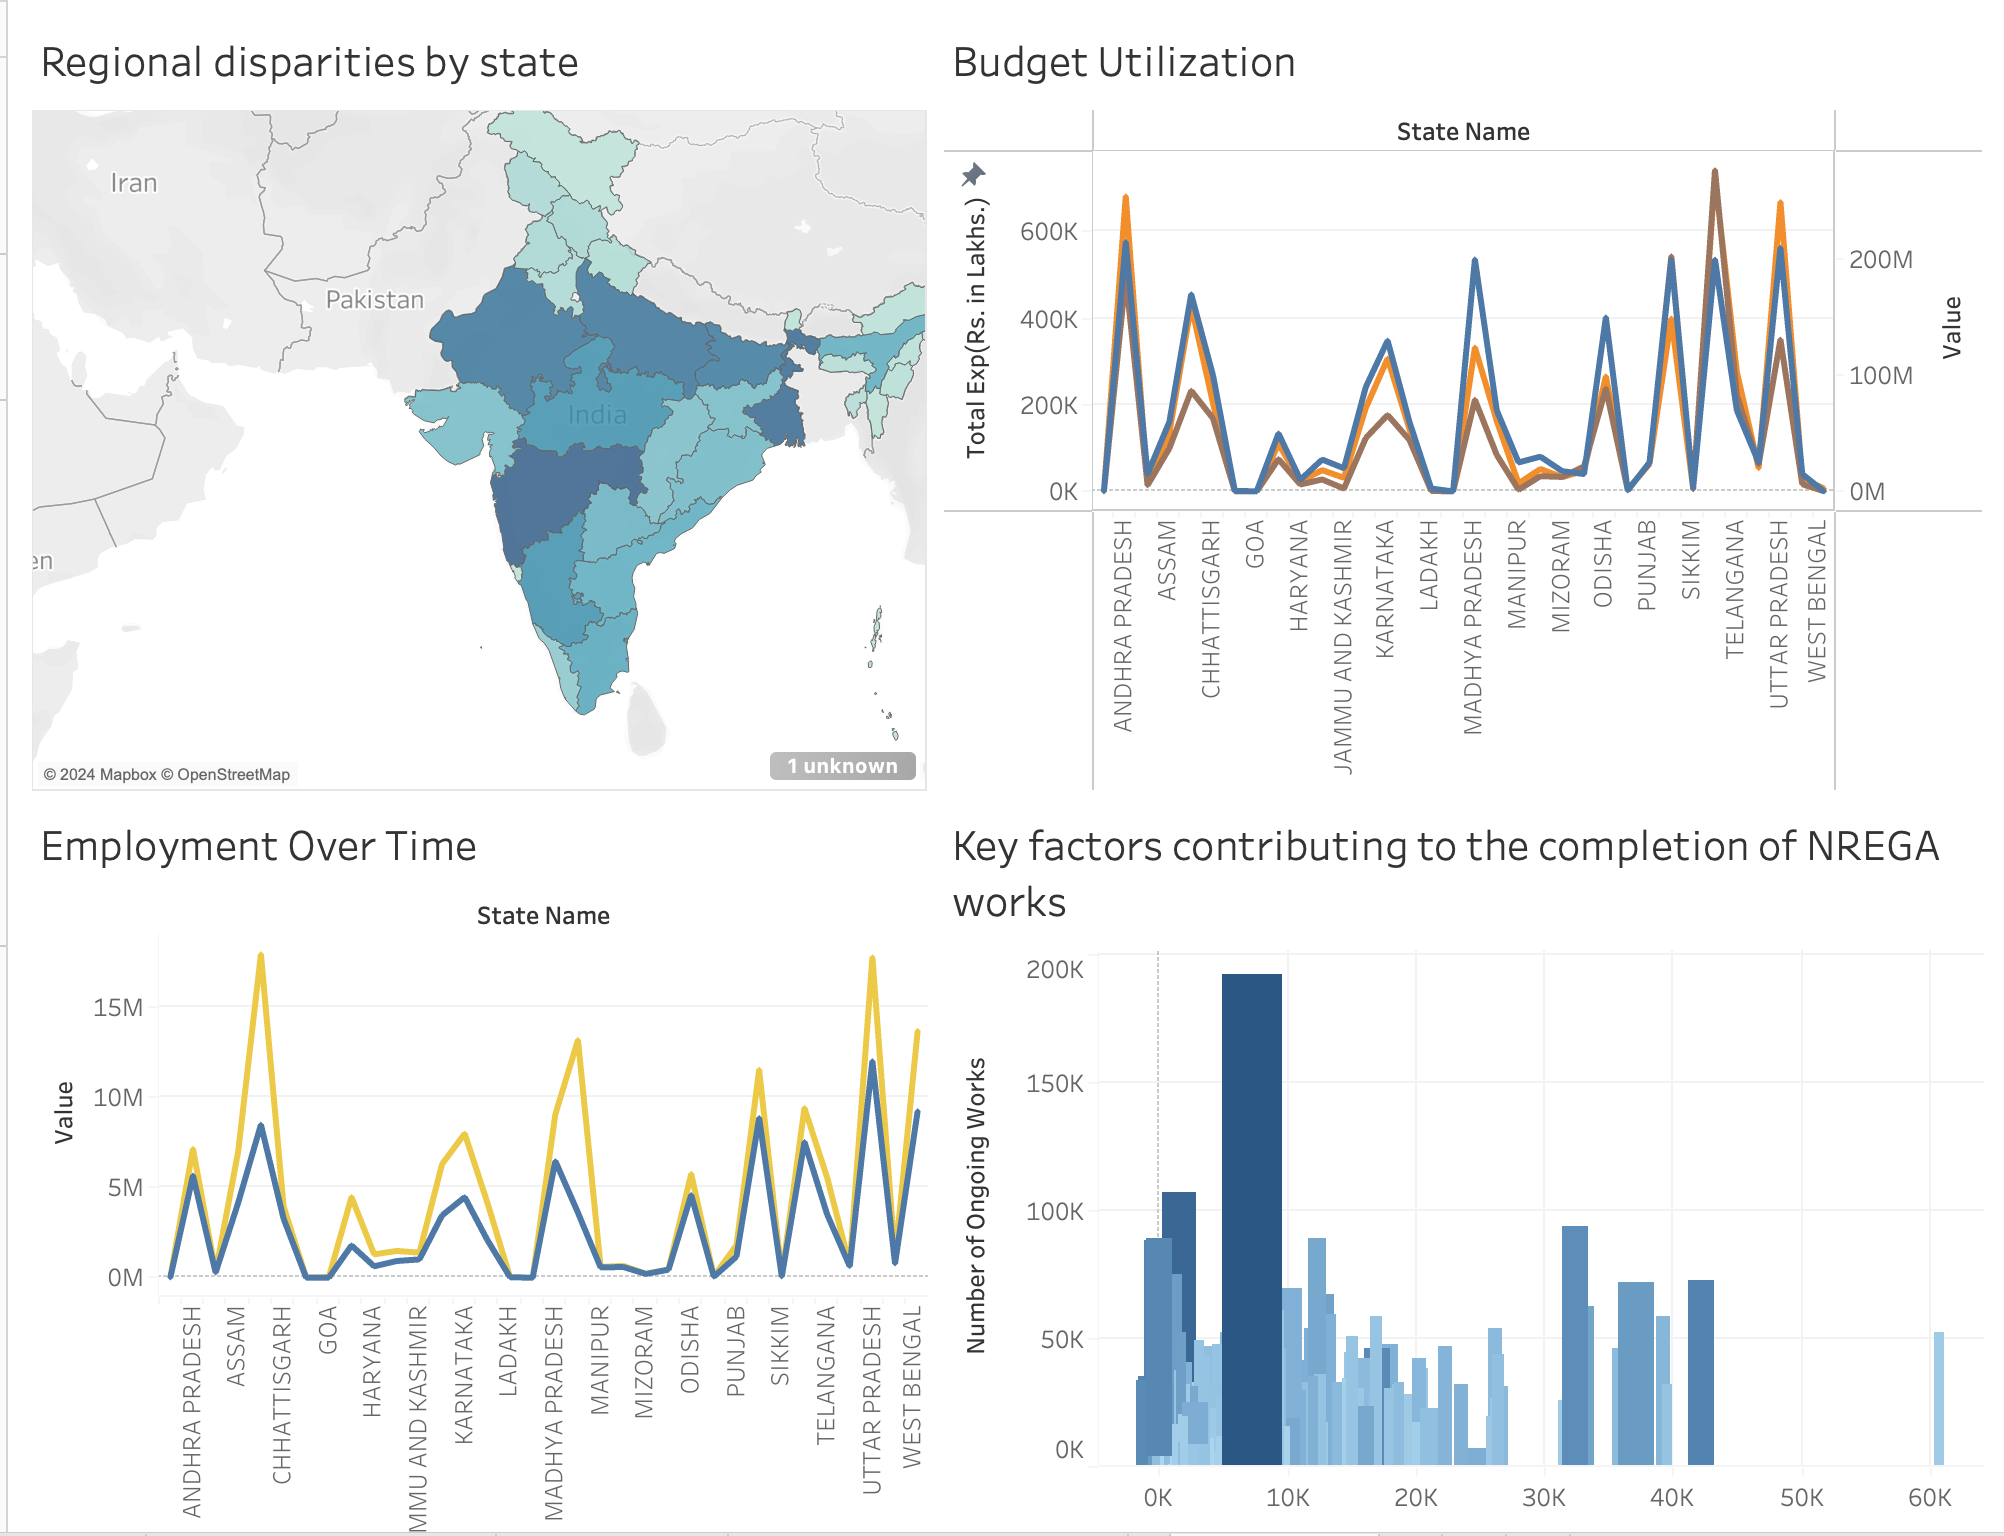 Regional disparities by state
Iran
Pakistan
India
en
© 2024 Mapbox © OpenStreetMap
1 unknown
Budget Utilization
State Name
Total Exp(Rs. in Lakhs.)
600K
400K
200K
0K
200M
100M
0M
Value
ANDHRA PRADESH
ASSAM
CHHATTISGARH
GOA
HARYANA
JAMMU AND KASHMIR
KARNATAKA
LADAKH
MADHYA PRADESH
MANIPUR
MIZORAM
ODISHA
PUNJAB
SIKKIM
TELANGANA
UTTAR PRADESH
WEST BENGAL
Employment Over Time
State Name
Value
15M
10M
5M
0M
ANDHRA PRADESH
ASSAM
CHHATTISGARH
GOA
HARYANA
MMU AND KASHMIR
KARNATAKA
LADAKH
MADHYA PRADESH
MANIPUR
MIZORAM
ODISHA
PUNJAB
SIKKIM
TELANGANA
UTTAR PRADESH
WEST BENGAL
Key factors contributing to the completion of NREGA
works
Number of Ongoing Works
200K
150K
100K
50K
0K
0K
10K
20K
30K
40K
50K
60K